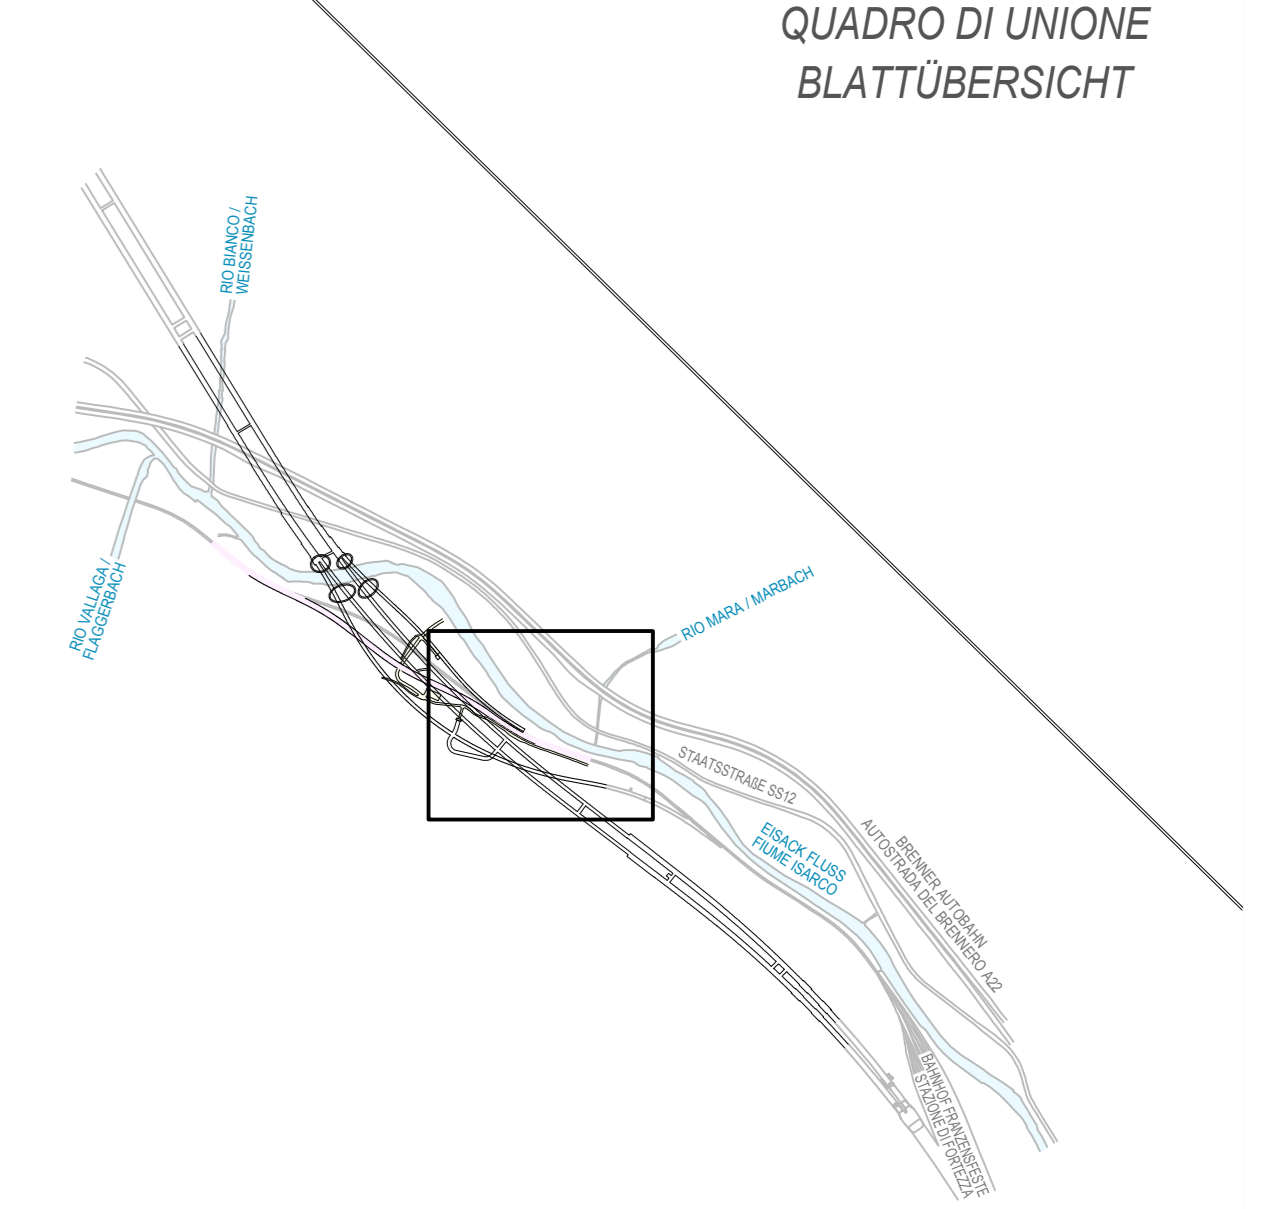 QUADRO DI UNIONE
BLATTÜBERSICHT
RIO BIANCO /
WEISSENBACH
RIO VALLAGA /
FLAGGERBACH
RIO MARA / MARBACH
STAATSSTRAßE SS12
EISACK FLUSS
FIUME ISARCO
BRENNER AUTOBAHN
AUTOSTRADA DEL BRENNERO A22
BAHNHOF FRANZENSFESTE
STAZIONE DI FORTEZZA